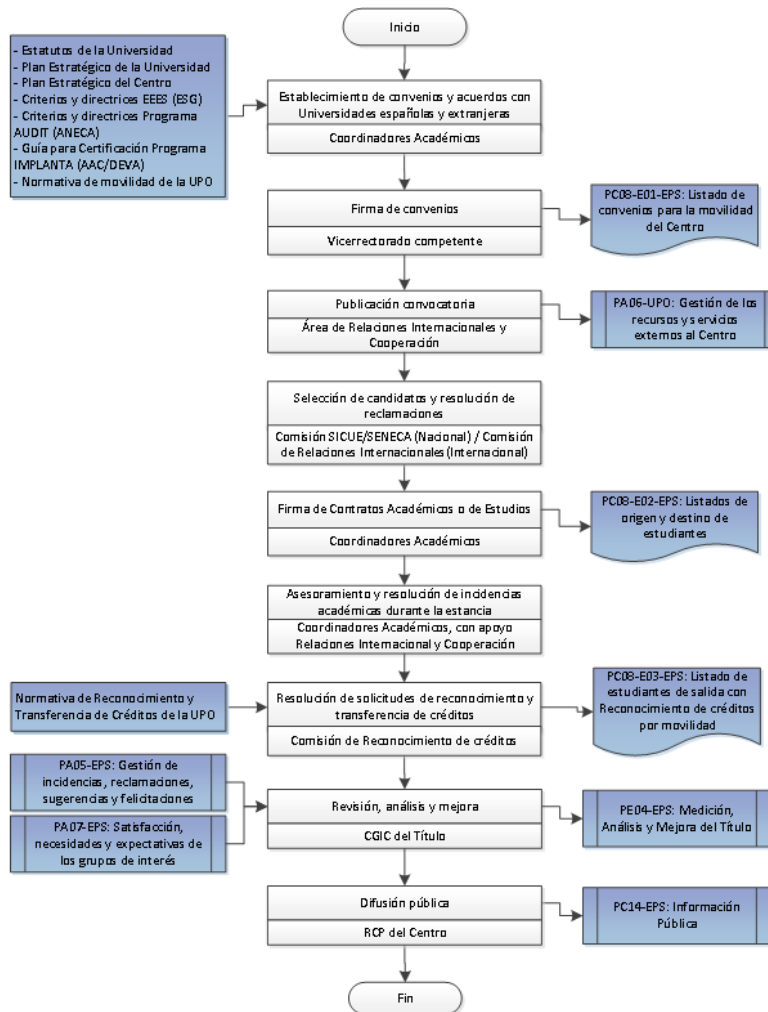 Inicio
- Estatutos de la Universidad
- Plan Estratégico de la Universidad
- Plan Estratégico del Centro
- Criterios y directrices EEES (ESG)
- Criterios y directrices Programa
AUDIT (ANECA)
- Guía para Certificación Programa
IMPLANTA (AAC/DEVA)
- Normativa de movilidad de la UPO
Establecimiento de convenios y acuerdos con
Universidades españolas y extranjeras
Coordinadores Académicos
Firma de convenios
Vicerrectorado competente
PC08-E01-EPS: Listado de
convenios para la movilidad
del Centro
Publicación convocatoria
Área de Relaciones Internacionales y
Cooperación
PA06-UPO: Gestión de los
recursos y servicios
externos al Centro
Selección de candidatos y resolución de
reclamaciones
Comisión SICUE/SENECA (Nacional) / Comisión
de Relaciones Internacionales (Internacional)
Firma de Contratos Académicos o de Estudios
Coordinadores Académicos
PC08-E02-EPS: Listados de
origen y destino de
estudiantes
Asesoramiento y resolución de incidencias
académicas durante la estancia
Coordinadores Académicos, con apoyo
Relaciones Internacional y Cooperación
Normativa de Reconocimiento y
Transferencia de Créditos de la UPO
Resolución de solicitudes de reconocimiento y
transferencia de créditos
Comisión de Reconocimiento de créditos
PC08-E03-EPS: Listado de
estudiantes de salida con
Reconocimiento de créditos
por movilidad
PA05-EPS: Gestión de
incidencias, reclamaciones,
sugerencias y felicitaciones
PA07-EPS: Satisfacción,
necesidades y expectativas de
los grupos de interés
Revisión, análisis y mejora
CGIC del Título
PE04-EPS: Medición,
Análisis y Mejora del Título
Difusión pública
RCP del Centro
PC14-EPS: Información
Pública
Fin